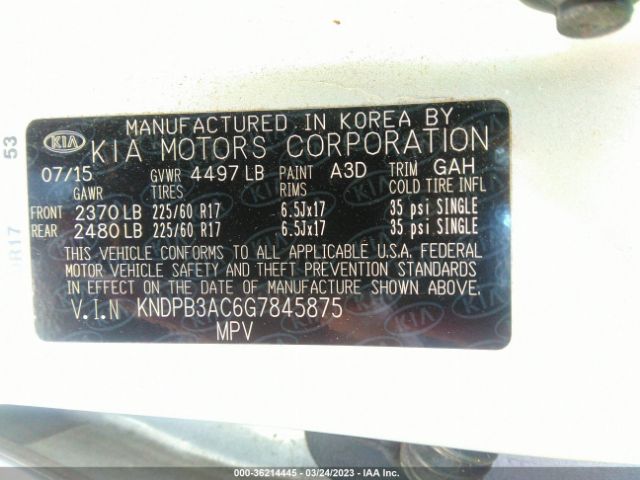 MANUFACTURED IN KOREA BY
KIA KIA MOTORS CORPORATION
07/15 GVWR 4497 LB PAINT A3D TRIM GAH
GAWR TIRES RIMS COLD TIRE INFL
FRONT 2370 LB 225/60 R17 6.5Jx17 35 psi SINGLE
REAR 2480 LB 225/60 R17 6.5Jx17 35 psi SINGLE
THIS VEHICLE CONFORMS TO ALL APPLICABLE U.S.A. FEDERAL
MOTOR VEHICLE SAFETY AND THEFT PREVENTION STANDARDS
IN EFFECT ON THE DATE OF MANUFACTURE SHOWN ABOVE.
V.I.N KNDPB3AC6G7845875
MPV
53
R17
000-36214445 - 03/24/2023 - IAA Inc.